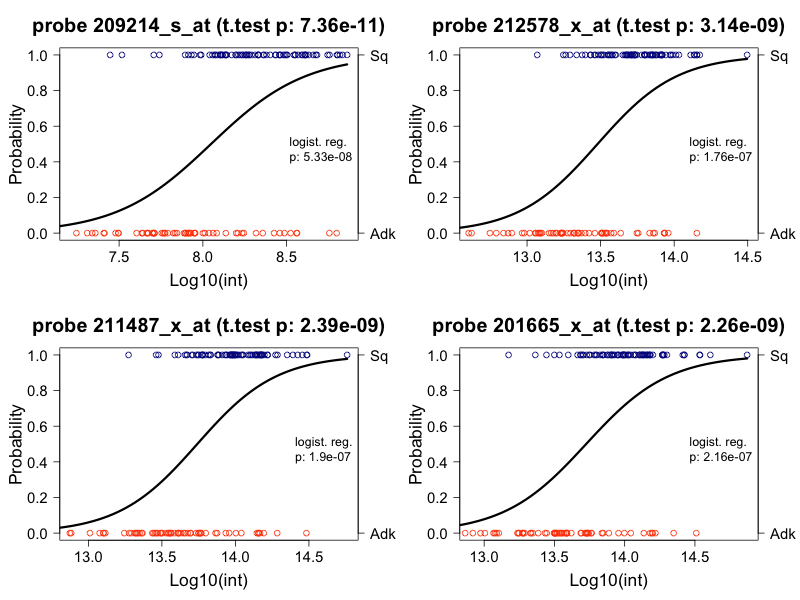 probe 209214_s_at (t.test p: 7.36e-11)
1.0
0.8
0.6
0.4
0.2
0.0
Probability
Sq
Adk
logist. reg.
p: 5.33e-08
7.5 8.0 8.5
Log10(int)
probe 212578_x_at (t.test p: 3.14e-09)
1.0
0.8
0.6
0.4
0.2
0.0
Probability
Sq
Adk
logist. reg.
p: 1.76e-07
13.0 13.5 14.0 14.5
Log10(int)
probe 211487_x_at (t.test p: 2.39e-09)
1.0
0.8
0.6
0.4
0.2
0.0
Probability
Sq
Adk
logist. reg.
p: 1.9e-07
13.0 13.5 14.0 14.5
Log10(int)
probe 201665_x_at (t.test p: 2.26e-09)
1.0
0.8
0.6
0.4
0.2
0.0
Probability
Sq
Adk
logist. reg.
p: 2.16e-07
13.0 13.5 14.0 14.5
Log10(int)